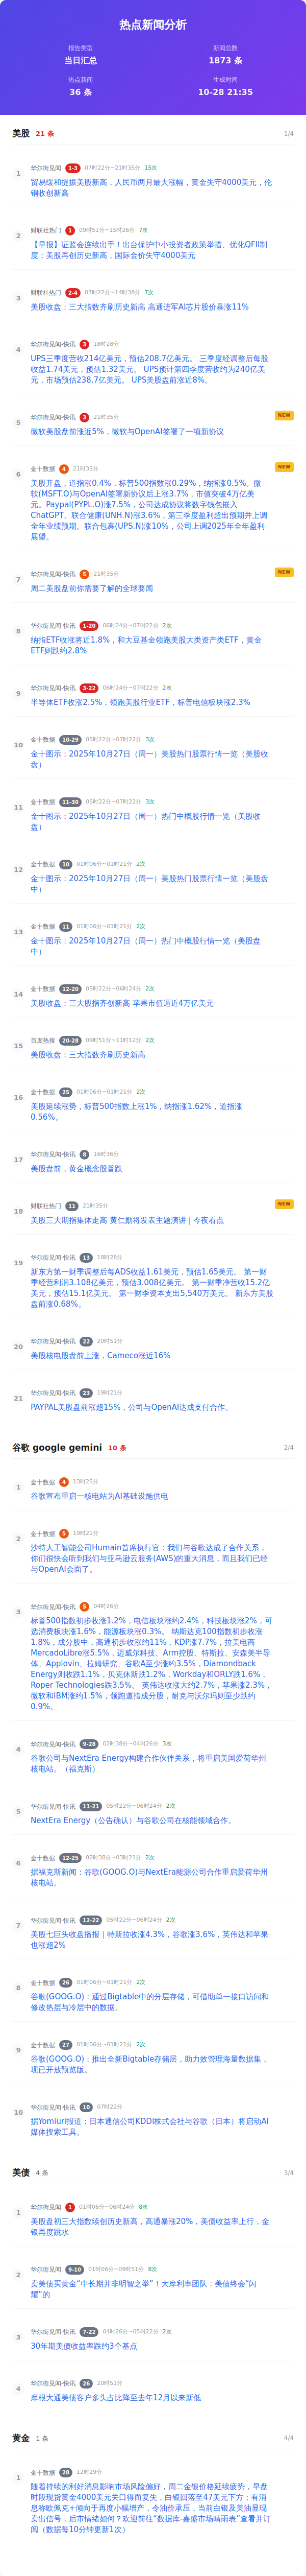 热点新闻分析
报告类型
新闻总数
当日汇总
1873 条
热点新闻
生成时间
36 条
10-28 21:35
美股 21 条
1/4
1
华尔街见闻 1-3 07时22分~21时35分 15次
贸易缓和提振美股新高，人民币两月最大涨幅，黄金失守4000美元，伦
铜收创新高
2
财联社热门 1 09时51分~15时26分 7次
【早报】证监会连续出手！出台保护中小投资者政策举措、优化QFII制
度；美股再创历史新高，国际金价失守4000美元
3
财联社热门 2-4 07时22分~14时38分 7次
美股收盘：三大指数齐刷历史新高 高通进军AI芯片股价暴涨11%
4
华尔街见闻-快讯 3 18时28分
UPS三季度营收214亿美元，预估208.7亿美元。 三季度经调整后每股
收益1.74美元，预估1.32美元。 UPS预计第四季度营收约为240亿美
元，市场预估238.7亿美元。 UPS美股盘前涨近8%。
5
华尔街见闻-快讯 3 21时35分
NEW
微软美股盘前涨近5%，微软与OpenAI签署了一项新协议
6
金十数据 4 21时35分
NEW
美股开盘，道指涨0.4%，标普500指数涨0.29%，纳指涨0.5%。微
软(MSFT.O)与OpenAI签署新协议后上涨3.7%，市值突破4万亿美
元。Paypal(PYPL.O)涨7.5%，公司达成协议将数字钱包嵌入
ChatGPT。联合健康(UNH.N)涨3.6%，第三季度盈利超出预期并上调
全年业绩预期。联合包裹(UPS.N)涨10%，公司上调2025年全年盈利
展望。
7
华尔街见闻-快讯 5 21时35分
NEW
周二美股盘前你需要了解的全球要闻
8
华尔街见闻-快讯 1-20 06时24分~07时22分 2次
纳指ETF收涨将近1.8%，和大豆基金领跑美股大类资产类ETF，黄金
ETF则跌约2.8%
9
华尔街见闻-快讯 3-22 06时24分~07时22分 2次
半导体ETF收涨2.5%，领跑美股行业ETF，标普电信板块涨2.3%
10
金十数据 10-29 05时22分~07时22分 3次
金十图示：2025年10月27日（周一）美股热门股票行情一览（美股收
盘）
11
金十数据 11-30 05时22分~07时22分 3次
金十图示：2025年10月27日（周一）热门中概股行情一览（美股收
盘）
12
金十数据 10 01时06分~01时21分 2次
金十图示：2025年10月27日（周一）美股热门股票行情一览（美股盘
中）
13
金十数据 11 01时06分~01时21分 2次
金十图示：2025年10月27日（周一）热门中概股行情一览（美股盘
中）
14
金十数据 12-20 05时22分~06时24分 2次
美股收盘：三大股指齐创新高 苹果市值逼近4万亿美元
15
百度热搜 20-28 09时51分~11时12分 2次
美股收盘：三大指数齐刷历史新高
16
金十数据 25 01时06分~01时21分 2次
美股延续涨势，标普500指数上涨1%，纳指涨1.62%，道指涨
0.56%。
17
华尔街见闻-快讯 8 16时36分
美股盘前，黄金概念股普跌
18
财联社热门 11 21时35分
NEW
美股三大期指集体走高 黄仁勋将发表主题演讲 | 今夜看点
19
华尔街见闻-快讯 13 18时28分
新东方第一财季调整后每ADS收益1.61美元，预估1.65美元。 第一财
季经营利润3.108亿美元，预估3.008亿美元。 第一财季净营收15.2亿
美元，预估15.1亿美元。 第一财季资本支出5,540万美元。 新东方美股
盘前涨0.68%。
20
华尔街见闻-快讯 22 20时51分
美股核电股盘前上涨，Cameco涨近16%
21
华尔街见闻-快讯 23 19时21分
PAYPAL美股盘前涨超15%，公司与OpenAI达成支付合作。
谷歌 google gemini 10 条
2/4
1
金十数据 4 13时25分
谷歌宣布重启一核电站为AI基础设施供电
2
金十数据 5 19时21分
沙特人工智能公司Humain首席执行官：我们与谷歌达成了合作关系，
你们很快会听到我们与亚马逊云服务(AWS)的重大消息，而且我们已经
与OpenAI会面了。
3
华尔街见闻-快讯 5 04时26分
标普500指数初步收涨1.2%，电信板块涨约2.4%，科技板块涨2%，可
选消费板块涨1.6%，能源板块涨0.3%。 纳斯达克100指数初步收涨
1.8%，成分股中，高通初步收涨约11%，KDP涨7.7%，拉美电商
MercadoLibre涨5.5%，迈威尔科技、Arm控股、特斯拉、安森美半导
体、Applovin、拉姆研究、谷歌A至少涨约3.5%，Diamondback
Energy则收跌1.1%，贝克休斯跌1.2%，Workday和ORLY跌1.6%，
Roper Technologies跌3.5%。 英伟达收涨大约2.7%，苹果涨2.3%，
微软和IBM涨约1.5%，领跑道指成分股，耐克与沃尔玛则至少跌约
0.9%。
4
华尔街见闻-快讯 9-28 02时38分~04时26分 3次
谷歌公司与NextEra Energy构建合作伙伴关系，将重启美国爱荷华州
核电站。（福克斯）
5
华尔街见闻-快讯 11-21 05时22分~06时24分 2次
NextEra Energy（公告确认）与谷歌公司在核能领域合作。
6
金十数据 12-25 02时38分~03时21分 2次
据福克斯新闻：谷歌(GOOG.O)与NextEra能源公司合作重启爱荷华州
核电站。
7
华尔街见闻-快讯 12-22 05时22分~06时24分 2次
美股七巨头收盘播报｜特斯拉收涨4.3%，谷歌涨3.6%，英伟达和苹果
也涨超2%
8
金十数据 26 01时06分~01时21分 2次
谷歌(GOOG.O)：通过Bigtable中的分层存储，可借助单一接口访问和
修改热层与冷层中的数据。
9
金十数据 27 01时06分~01时21分 2次
谷歌(GOOG.O)：推出全新Bigtable存储层，助力效管理海量数据集，
现已开放预览版。
10
华尔街见闻-快讯 10 07时22分
据Yomiuri报道：日本通信公司KDDI株式会社与谷歌（日本）将启动AI
媒体搜索工具。
美债 4 条
3/4
1
华尔街见闻 1 01时06分~06时24分 8次
美股盘初三大指数续创历史新高，高通暴涨20%，美债收益率上行，金
银再度跳水
2
华尔街见闻 9-10 01时06分~09时51分 8次
卖美债买黄金“中长期并非明智之举”！大摩利率团队：美债终会“闪
耀”的
3
华尔街见闻-快讯 7-22 04时26分~05时22分 2次
30年期美债收益率跌约3个基点
4
华尔街见闻-快讯 26 20时51分
摩根大通美债客户多头占比降至去年12月以来新低
黄金 1 条
4/4
1
金十数据 28 12时29分
随着持续的利好消息影响市场风险偏好，周二金银价格延续疲势，早盘
时段现货黄金4000美元关口得而复失，白银回落至47美元下方；有消
息称欧佩克+倾向于再度小幅增产，令油价承压，当前白银及美油显现
卖出信号，后市情绪如何？欢迎前往“数据库-嘉盛市场晴雨表”查看并订
阅（数据每10分钟更新1次）